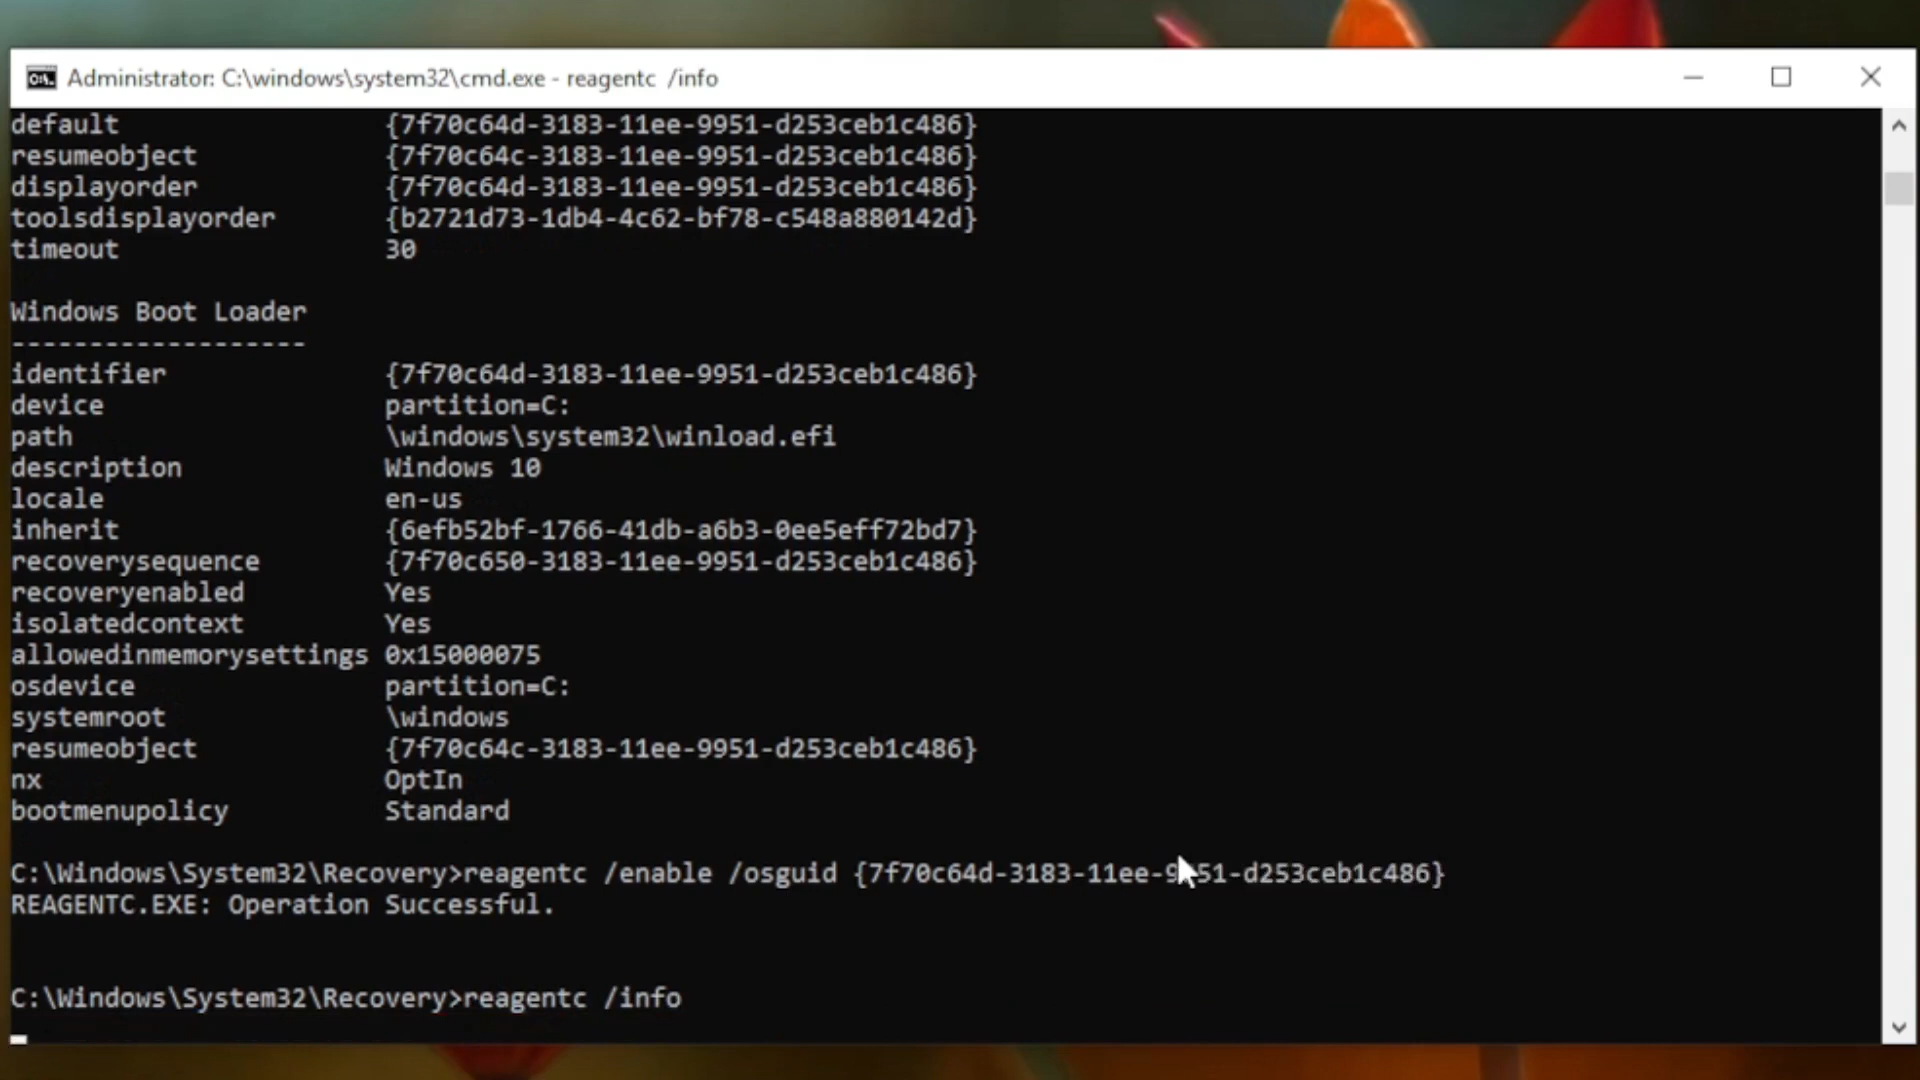 Administrator: C:\windows\system32\cmd.exe - reagentc /info
default {7f70c64d-3183-11ee-9951-d253ceb1c486}
resumeobject {7f70c64c-3183-11ee-9951-d253ceb1c486}
displayorder {7f70c64d-3183-11ee-9951-d253ceb1c486}
toolsdisplayorder {b2721d73-1db4-4c62-bf78-c548a880142d}
timeout 30
Windows Boot Loader
-------------------
identifier {7f70c64d-3183-11ee-9951-d253ceb1c486}
device partition=C:
path \windows\system32\winload.efi
description Windows 10
locale en-us
inherit {6efb52bf-1766-41db-a6b3-0ee5eff72bd7}
recoverysequence {7f70c650-3183-11ee-9951-d253ceb1c486}
recoveryenabled Yes
isolatedcontext Yes
allowedinmemorysettings 0x15000075
osdevice partition=C:
systemroot \windows
resumeobject {7f70c64c-3183-11ee-9951-d253ceb1c486}
nx OptIn
bootmenupolicy Standard
C:\Windows\System32\Recovery>reagentc /enable /osguid {7f70c64d-3183-11ee-9951-d253ceb1c486}
REAGENTC.EXE: Operation Successful.
C:\Windows\System32\Recovery>reagentc /info